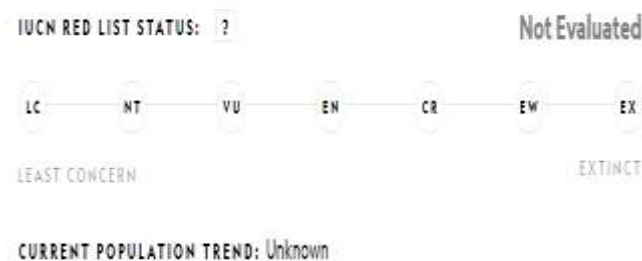 IUCN RED LIST STATUS: ? Not Evaluated
LC NT VU EN CR EW EX
LEAST CONCERN EXTINCT
CURRENT POPULATION TREND: Unknown